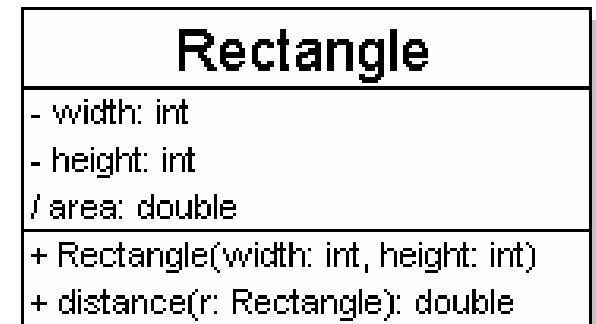 Rectangle
- width: int
- height: int
/ area: double
+ Rectangle(width: int, height: int)
+ distance(r: Rectangle): double